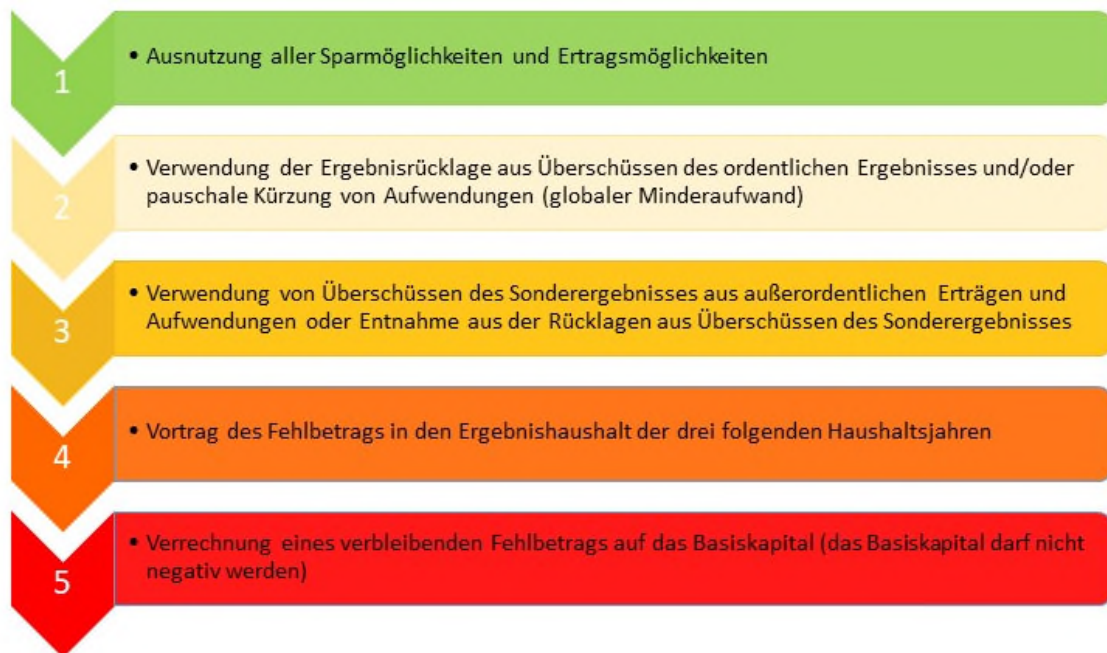 1
• Ausnutzung aller Sparmöglichkeiten und Ertragsmöglichkeiten
2
• Verwendung der Ergebnisrücklage aus Überschüssen des ordentlichen Ergebnisses und/oder
pauschale Kürzung von Aufwendungen (globaler Minderaufwand)
3
• Verwendung von Überschüssen des Sonderergebnisses aus außerordentlichen Erträgen und
Aufwendungen oder Entnahme aus der Rücklagen aus Überschüssen des Sonderergebnisses
4
• Vortrag des Fehlbetrags in den Ergebnishaushalt der drei folgenden Haushaltsjahren
5
• Verrechnung eines verbleibenden Fehlbetrags auf das Basiskapital (das Basiskapital darf nicht
negativ werden)